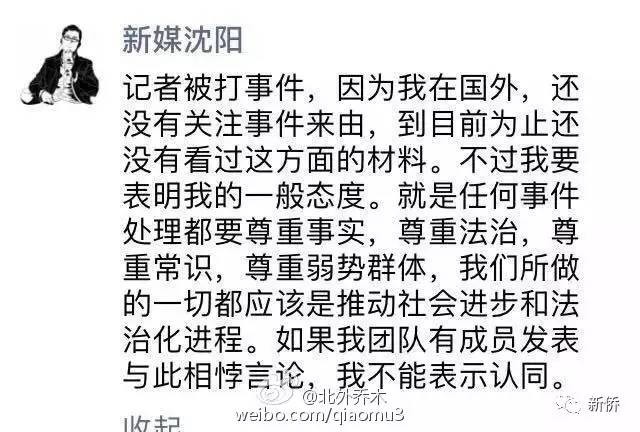 新媒沈阳
记者被打事件，因为我在国外，还
没有关注事件来由，到目前为止还
没有看过这方面的材料。不过我要
表明我的一般态度。就是任何事件
处理都要尊重事实，尊重法治，尊
重常识，尊重弱势群体，我们所做
的一切都应该是推动社会进步和法
治化进程。如果我团队有成员发表
与此相悖言论，我不能表示认同。
@北外乔木
weibo.com/qiaomu3
新侨
收起